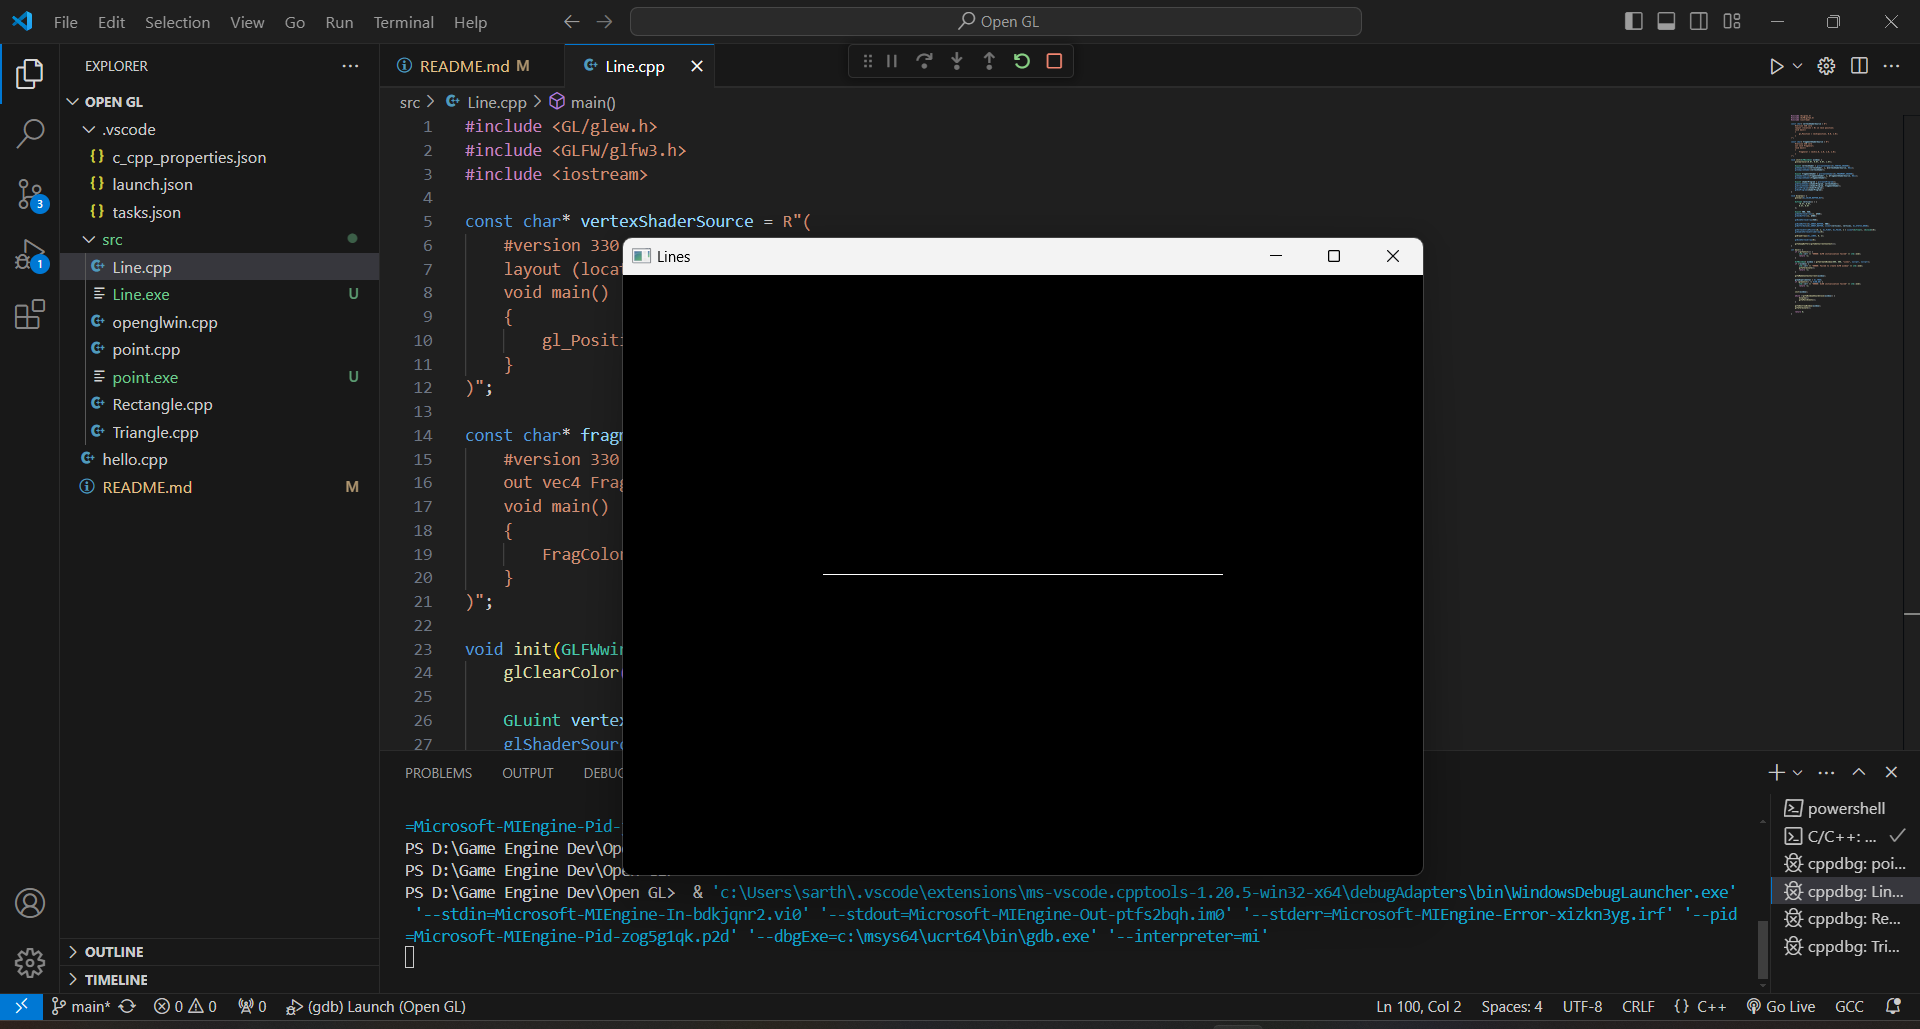 File Edit Selection View Go Run Terminal Help
Open GL
EXPLORER
OPEN GL
.vscode
c_cpp_properties.json
launch.json
tasks.json
src
Line.cpp
Line.exe U
openglwin.cpp
point.cpp
point.exe U
Rectangle.cpp
Triangle.cpp
hello.cpp
README.md M
OUTLINE
TIMELINE
3
1
README.md M
Line.cpp
src > Line.cpp > main()
1 #include <GL/glew.h>
2 #include <GLFW/glfw3.h>
3 #include <iostream>
4
5 const char* vertexShaderSource = R"(
6 #version 330
7 layout (loca
8 void main()
9 {
10 gl_Positi
11 }
12 )";
13
14 const char* fragm
15 #version 330
16 out vec4 Frag
17 void main()
18 {
19 FragColor
20 }
21 )";
22
23 void init(GLFWwin
24 glClearColor
25
26 GLuint vertex
27 glShaderSourc
Lines
PROBLEMS OUTPUT DEBUG
=Microsoft-MIEngine-Pid-
PS D:\Game Engine Dev\Op
PS D:\Game Engine Dev\Open GL>
PS D:\Game Engine Dev\Open GL> & 'c:\Users\sarth\.vscode\extensions\ms-vscode.cpptools-1.20.5-win32-x64\debugAdapters\bin\WindowsDebugLauncher.exe'
'--stdin=Microsoft-MIEngine-In-bdkjqnr2.vi0' '--stdout=Microsoft-MIEngine-Out-ptfs2bqh.im0' '--stderr=Microsoft-MIEngine-Error-xizkn3yg.irf' '--pid
=Microsoft-MIEngine-Pid-zog5g1qk.p2d' '--dbgExe=c:\msys64\ucrt64\bin\gdb.exe' '--interpreter=mi'
powershell
C/C++: ...
cppdbg: poi...
cppdbg: Lin...
cppdbg: Re...
cppdbg: Tri...
main* 0 0 0 (gdb) Launch (Open GL)
Ln 100, Col 2 Spaces: 4 UTF-8 CRLF {} C++ Go Live GCC